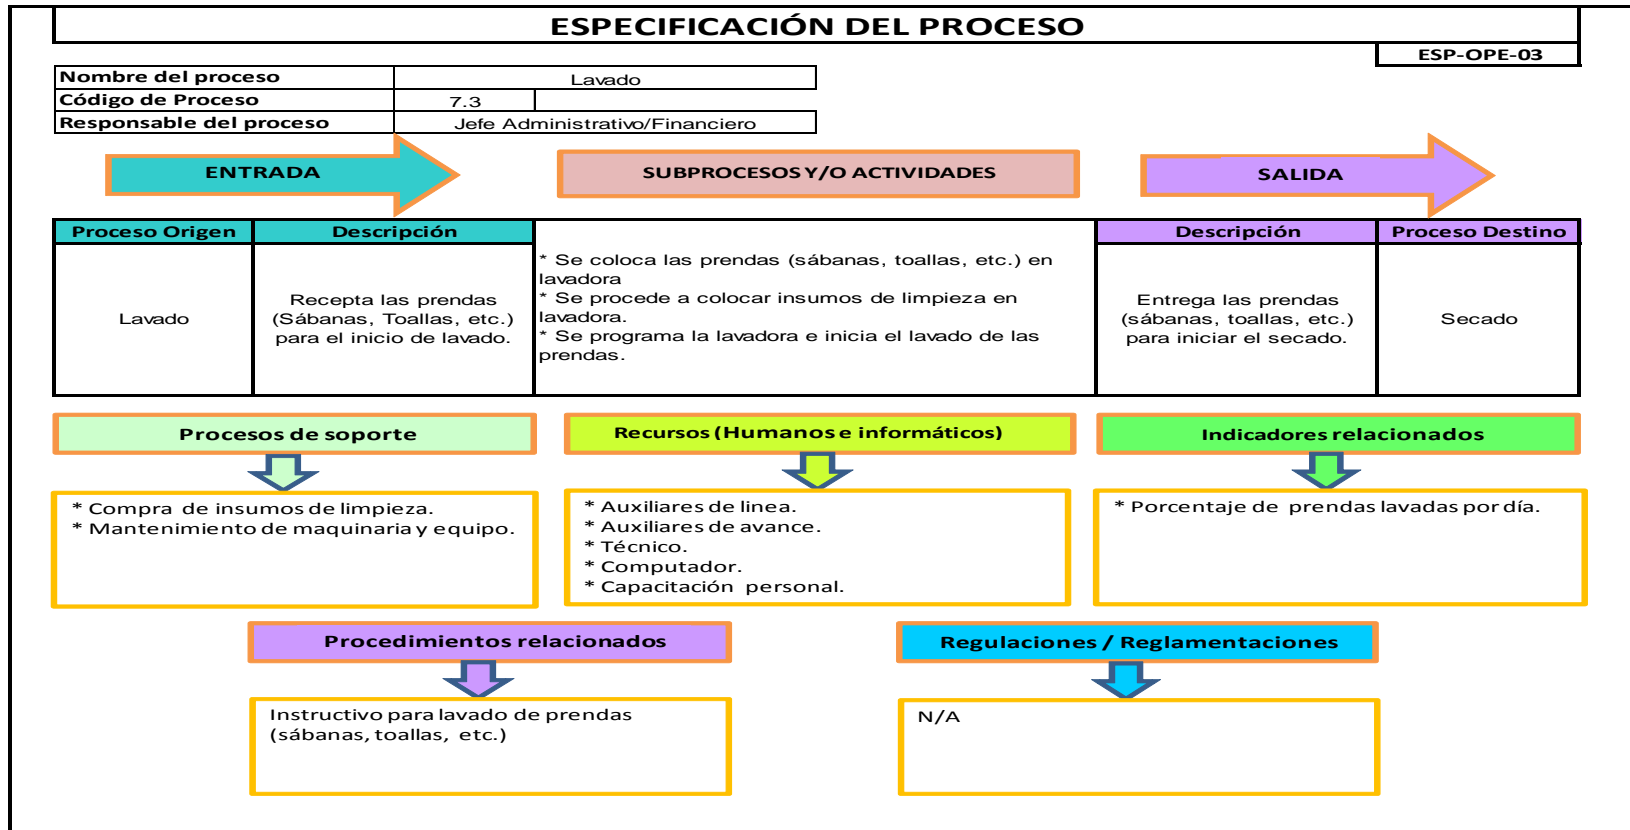 ESPECIFICACIÓN DEL PROCESO
ESP-OPE-03
Nombre del proceso Lavado
Código de Proceso 7.3
Responsable del proceso Jefe Administrativo/Financiero
ENTRADA
SUBPROCESOS Y/O ACTIVIDADES
SALIDA
Proceso Origen
Descripción
Lavado
Recepta las prendas
(Sábanas, Toallas, etc.)
para el inicio de lavado.
* Se coloca las prendas (sábanas, toallas, etc.) en
lavadora
* Se procede a colocar insumos de limpieza en
lavadora.
* Se programa la lavadora e inicia el lavado de las
prendas.
Descripción
Proceso Destino
Entrega las prendas
(sábanas, toallas, etc.)
para iniciar el secado.
Secado
Procesos de soporte
* Compra de insumos de limpieza.
* Mantenimiento de maquinaria y equipo.
Recursos (Humanos e informáticos)
* Auxiliares de linea.
* Auxiliares de avance.
* Técnico.
* Computador.
* Capacitación personal.
Indicadores relacionados
* Porcentaje de prendas lavadas por día.
Procedimientos relacionados
Instructivo para lavado de prendas
(sábanas, toallas, etc.)
Regulaciones / Reglamentaciones
N/A